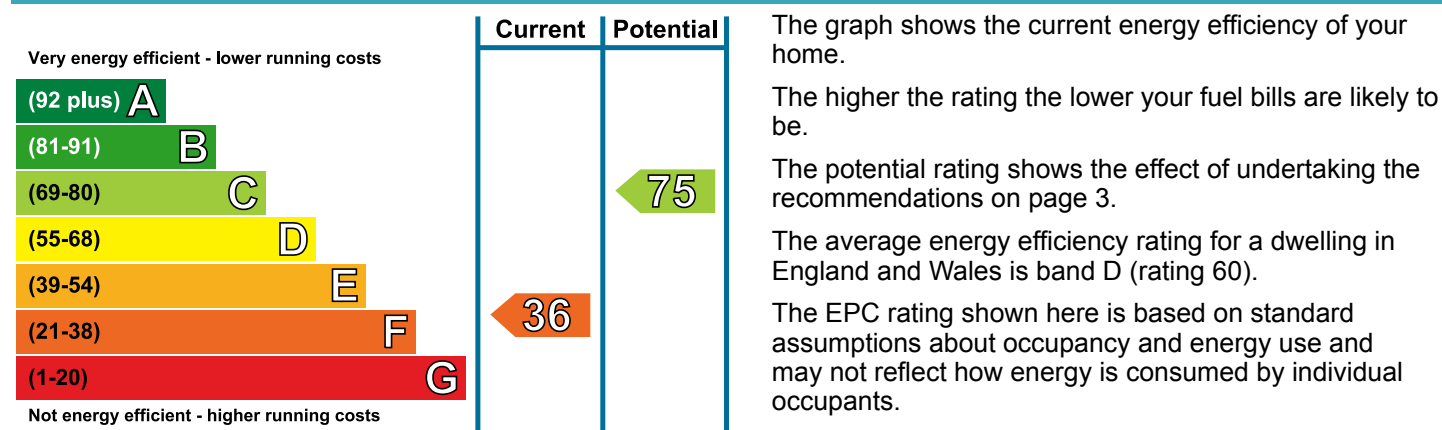 Current Potential
Very energy efficient - lower running costs
(92 plus) A
(81-91) B
(69-80) C
75
(55-68) D
(39-54) E
(21-38) F
36
(1-20) G
Not energy efficient - higher running costs
The graph shows the current energy efficiency of your
home.
The higher the rating the lower your fuel bills are likely to
be.
The potential rating shows the effect of undertaking the
recommendations on page 3.
The average energy efficiency rating for a dwelling in
England and Wales is band D (rating 60).
The EPC rating shown here is based on standard
assumptions about occupancy and energy use and
may not reflect how energy is consumed by individual
occupants.